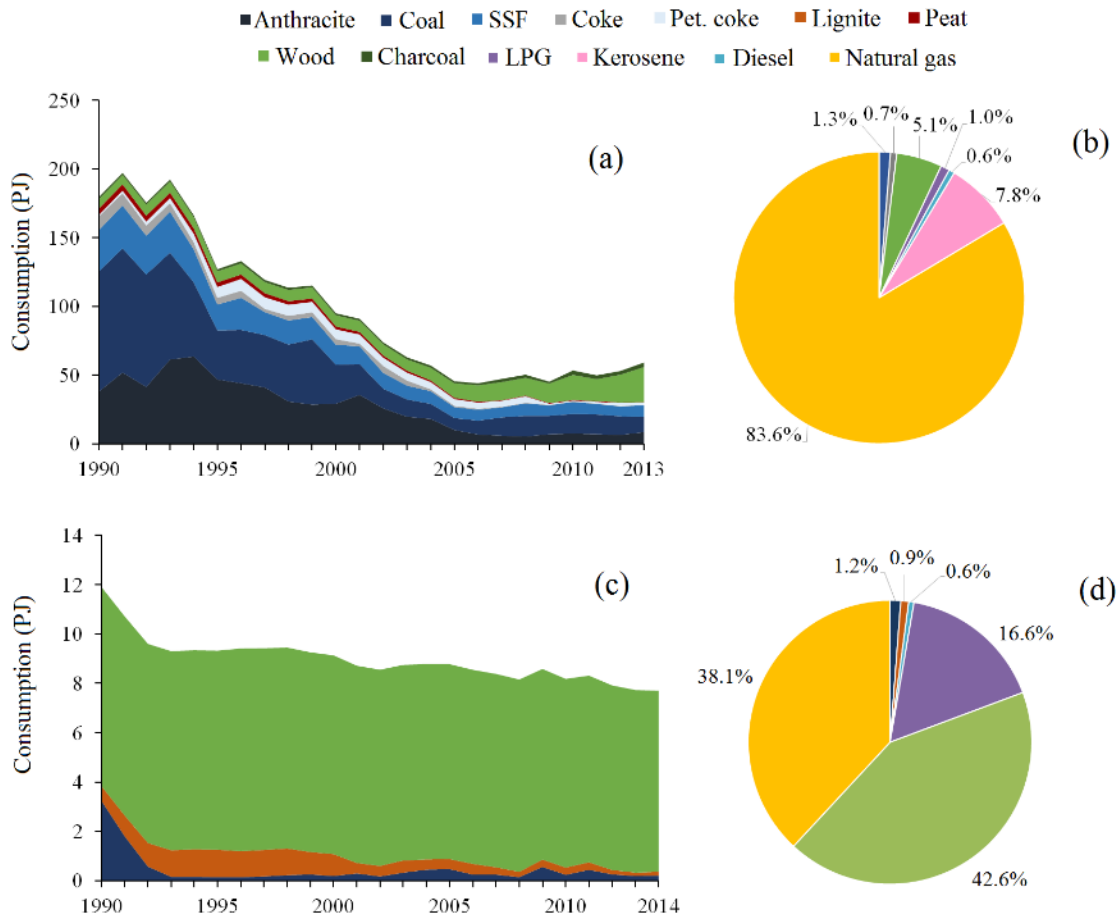 Anthracite Coal SSF Coke Pet. coke Lignite Peat
Wood Charcoal LPG Kerosene Diesel Natural gas
250
200
150
100
50
0
Consumption (PJ)
1990 1995 2000 2005 2010 2013
(a)
(b)
1.3%
0.7%
5.1%
1.0%
0.6%
7.8%
83.6%
14
12
10
8
6
4
2
0
Consumption (PJ)
1990 1995 2000 2005 2010 2014
(c)
(d)
1.2%
0.9%
0.6%
16.6%
38.1%
42.6%